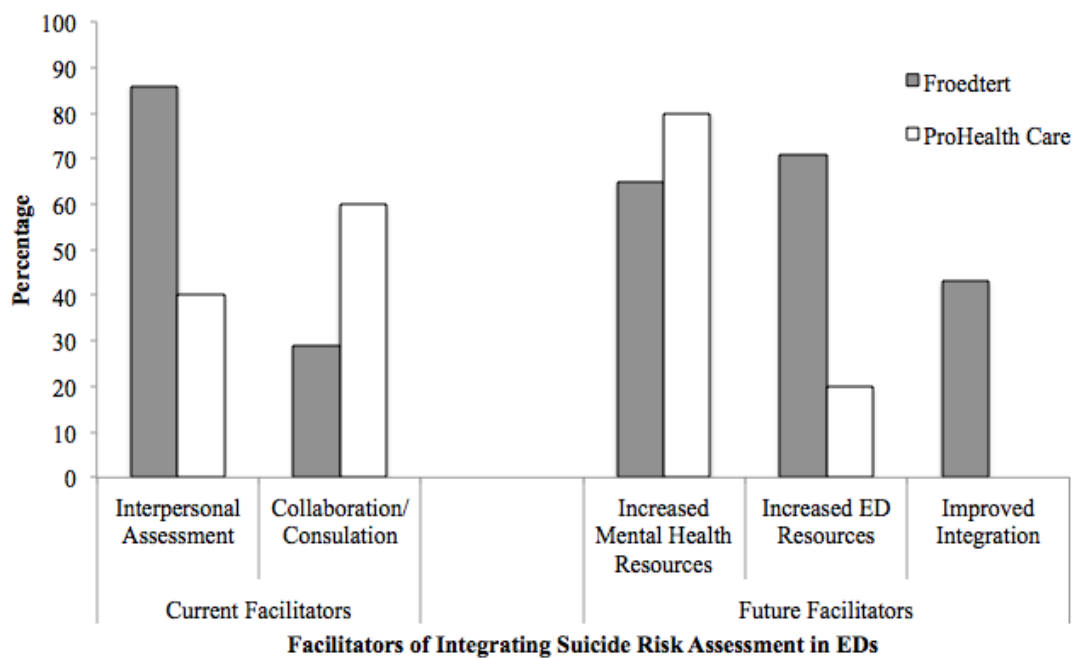 100
90
80
70
60
50
40
30
20
10
0
Percentage
Froedtert
ProHealth Care
Interpersonal
Assessment
Collaboration/
Consulation
Increased
Mental Health
Resources
Increased ED
Resources
Improved
Integration
Current Facilitators
Future Facilitators
Facilitators of Integrating Suicide Risk Assessment in EDs